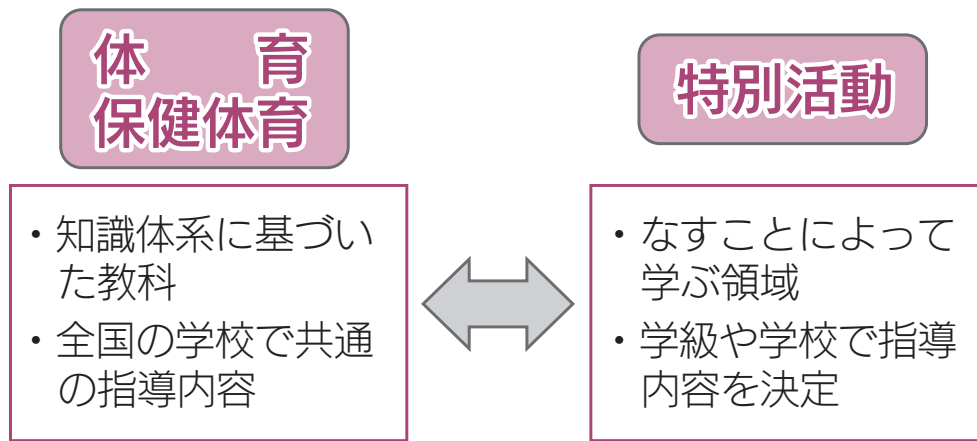 体　　育
保健体育
・知識体系に基づい
た教科
・全国の学校で共通
の指導内容
特別活動
・なすことによって
学ぶ領域
・学級や学校で指導
内容を決定